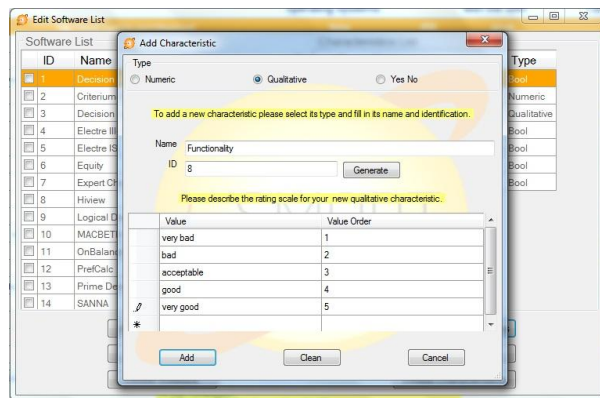 Edit Software List
Software List
ID Name
1 Decision
2 Criterium
3 Decision
4 Electre III
5 Electre IS
6 Equity
7 Expert Ch
8 Hiview
9 Logical D
10 MACBET
11 OnBalan
12 PrefCalc
13 Prime De
14 SANNA
Type
Bool
Numeric
Qualitative
Bool
Bool
Bool
Bool
Add Characteristic
Type
Numeric Qualitative Yes No
To add a new characteristic please select its type and fill in its name and identification.
Name Functionality
ID 8 Generate
Please describe the rating scale for your new qualitative characteristic.
Value Value Order
very bad 1
bad 2
acceptable 3
good 4
very good 5
Add Clean Cancel